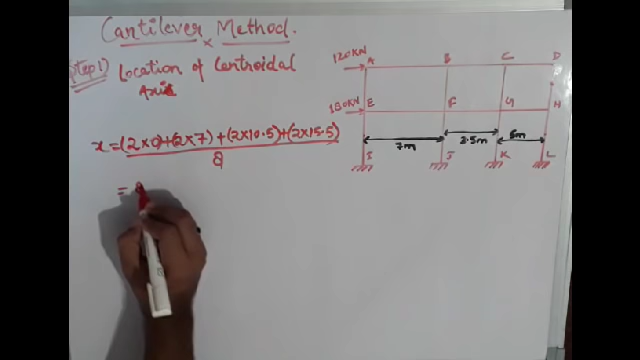 Cantilever Method.
Step 1) Location of Centroidal
Axis
x = (2×0)+(2×7)+(2×10.5)+(2×15.5)
8
=
120KN A B C D
180KN E F G H
7m 3.5m 5m
I J K L